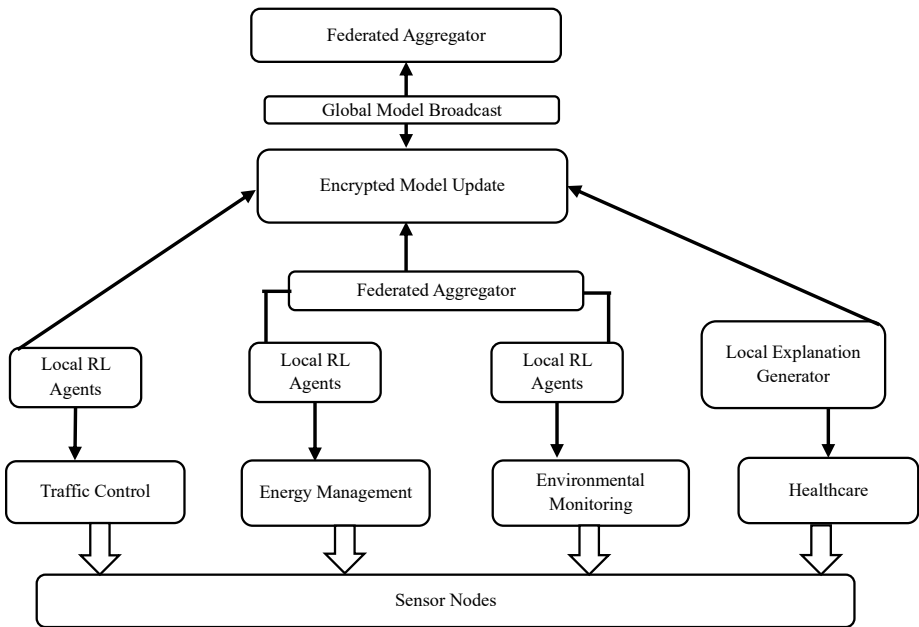 Federated Aggregator
Global Model Broadcast
Encrypted Model Update
Federated Aggregator
Local RL
Agents
Local RL
Agents
Local RL
Agents
Local Explanation
Generator
Traffic Control
Energy Management
Environmental
Monitoring
Healthcare
Sensor Nodes